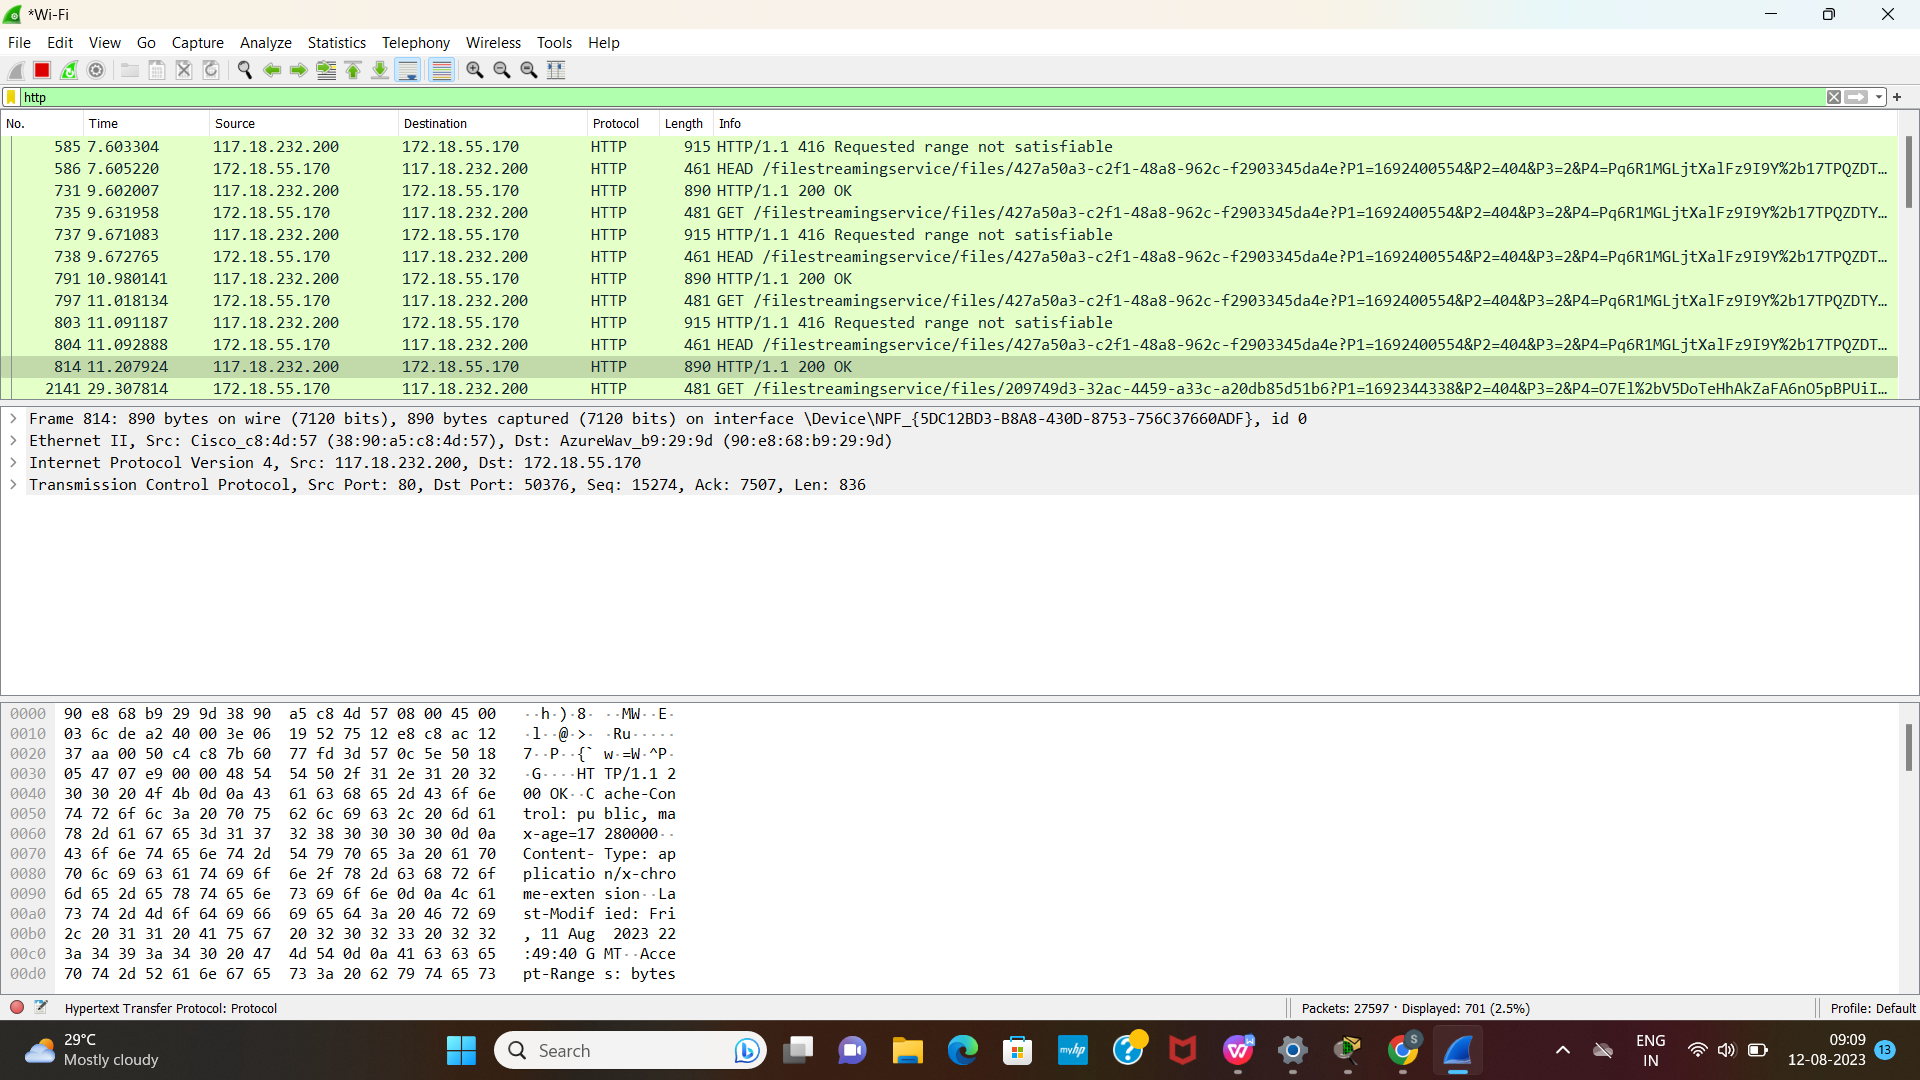 *Wi-Fi
File Edit View Go Capture Analyze Statistics Telephony Wireless Tools Help
http
No. Time Source Destination Protocol Length Info
585 7.603304 117.18.232.200 172.18.55.170 HTTP 915 HTTP/1.1 416 Requested range not satisfiable
586 7.605220 172.18.55.170 117.18.232.200 HTTP 461 HEAD /filestreamingservice/files/427a50a3-c2f1-48a8-962c-f2903345da4e?P1=1692400554&P2=404&P3=2&P4=Pq6R1MGLjtXalFz9I9Y%2b17TPQZDT…
731 9.602007 117.18.232.200 172.18.55.170 HTTP 890 HTTP/1.1 200 OK
735 9.631958 172.18.55.170 117.18.232.200 HTTP 481 GET /filestreamingservice/files/427a50a3-c2f1-48a8-962c-f2903345da4e?P1=1692400554&P2=404&P3=2&P4=Pq6R1MGLjtXalFz9I9Y%2b17TPQZDTY…
737 9.671083 117.18.232.200 172.18.55.170 HTTP 915 HTTP/1.1 416 Requested range not satisfiable
738 9.672765 172.18.55.170 117.18.232.200 HTTP 461 HEAD /filestreamingservice/files/427a50a3-c2f1-48a8-962c-f2903345da4e?P1=1692400554&P2=404&P3=2&P4=Pq6R1MGLjtXalFz9I9Y%2b17TPQZDT…
791 10.980141 117.18.232.200 172.18.55.170 HTTP 890 HTTP/1.1 200 OK
797 11.018134 172.18.55.170 117.18.232.200 HTTP 481 GET /filestreamingservice/files/427a50a3-c2f1-48a8-962c-f2903345da4e?P1=1692400554&P2=404&P3=2&P4=Pq6R1MGLjtXalFz9I9Y%2b17TPQZDTY…
803 11.091187 117.18.232.200 172.18.55.170 HTTP 915 HTTP/1.1 416 Requested range not satisfiable
804 11.092888 172.18.55.170 117.18.232.200 HTTP 461 HEAD /filestreamingservice/files/427a50a3-c2f1-48a8-962c-f2903345da4e?P1=1692400554&P2=404&P3=2&P4=Pq6R1MGLjtXalFz9I9Y%2b17TPQZDT…
814 11.207924 117.18.232.200 172.18.55.170 HTTP 890 HTTP/1.1 200 OK
2141 29.307814 172.18.55.170 117.18.232.200 HTTP 481 GET /filestreamingservice/files/209749d3-32ac-4459-a33c-a20db85d51b6?P1=1692344338&P2=404&P3=2&P4=O7El%2bV5DoTeHhAkZaFA6nO5pBPUiI…
Frame 814: 890 bytes on wire (7120 bits), 890 bytes captured (7120 bits) on interface \Device\NPF_{5DC12BD3-B8A8-430D-8753-756C37660ADF}, id 0
Ethernet II, Src: Cisco_c8:4d:57 (38:90:a5:c8:4d:57), Dst: AzureWav_b9:29:9d (90:e8:68:b9:29:9d)
Internet Protocol Version 4, Src: 117.18.232.200, Dst: 172.18.55.170
Transmission Control Protocol, Src Port: 80, Dst Port: 50376, Seq: 15274, Ack: 7507, Len: 836
0000 90 e8 68 b9 29 9d 38 90 a5 c8 4d 57 08 00 45 00 ··h·)·8· ··MW··E·
0010 03 6c de a2 40 00 3e 06 19 52 75 12 e8 c8 ac 12 ·l··@·>· ·Ru·····
0020 37 aa 00 50 c4 c8 7b 60 77 fd 3d 57 0c 5e 50 18 7··P··{` w·=W·^P·
0030 05 47 07 e9 00 00 48 54 54 50 2f 31 2e 31 20 32 ·G····HT TP/1.1 2
0040 30 30 20 4f 4b 0d 0a 43 61 63 68 65 2d 43 6f 6e 00 OK··C ache-Con
0050 74 72 6f 6c 3a 20 70 75 62 6c 69 63 2c 20 6d 61 trol: pu blic, ma
0060 78 2d 61 67 65 3d 31 37 32 38 30 30 30 30 0d 0a x-age=17 280000··
0070 43 6f 6e 74 65 6e 74 2d 54 79 70 65 3a 20 61 70 Content- Type: ap
0080 70 6c 69 63 61 74 69 6f 6e 2f 78 2d 63 68 72 6f plicatio n/x-chro
0090 6d 65 2d 65 78 74 65 6e 73 69 6f 6e 0d 0a 4c 61 me-exten sion··La
00a0 73 74 2d 4d 6f 64 69 66 69 65 64 3a 20 46 72 69 st-Modif ied: Fri
00b0 2c 20 31 31 20 41 75 67 20 32 30 32 33 20 32 32 , 11 Aug 2023 22
00c0 3a 34 39 3a 34 30 20 47 4d 54 0d 0a 41 63 63 65 :49:40 G MT··Acce
00d0 70 74 2d 52 61 6e 67 65 73 3a 20 62 79 74 65 73 pt-Range s: bytes
Hypertext Transfer Protocol: Protocol Packets: 27597 · Displayed: 701 (2.5%) Profile: Default
29°C
Mostly cloudy
Search
myhp
S
ENG
IN
09:09
12-08-2023
13